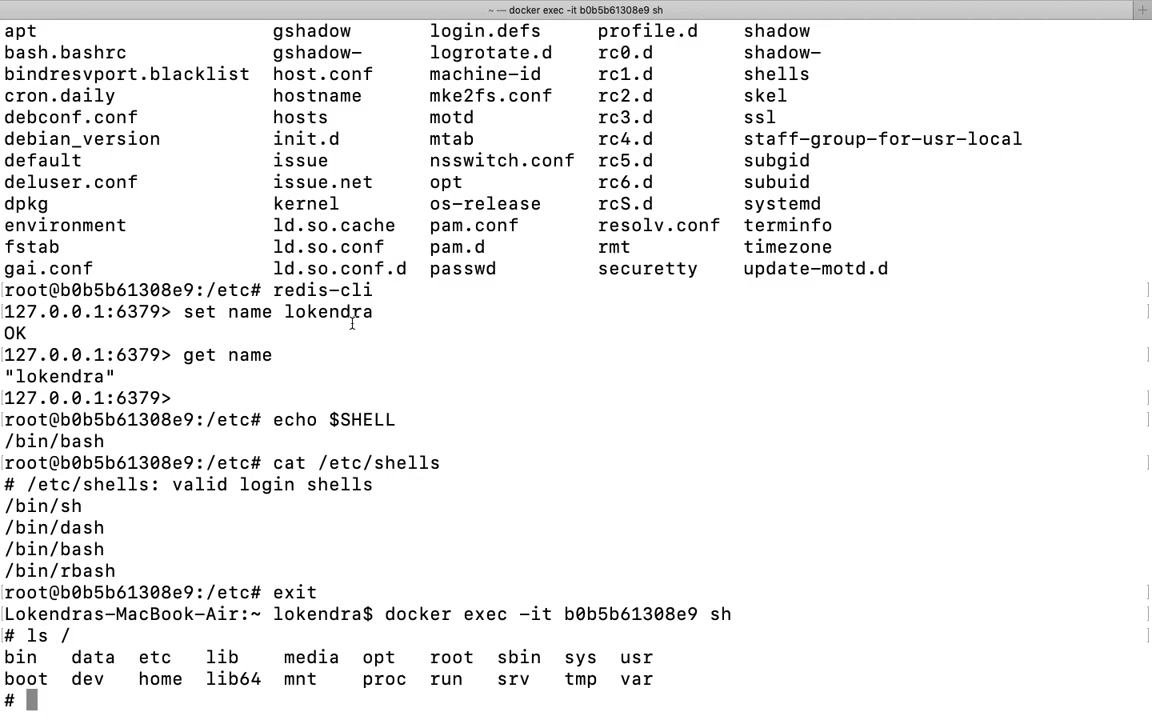 ~ — docker exec -it b0b5b61308e9 sh
apt gshadow login.defs profile.d shadow
bash.bashrc gshadow- logrotate.d rc0.d shadow-
bindresvport.blacklist host.conf machine-id rc1.d shells
cron.daily hostname mke2fs.conf rc2.d skel
debconf.conf hosts motd rc3.d ssl
debian_version init.d mtab rc4.d staff-group-for-usr-local
default issue nsswitch.conf rc5.d subgid
deluser.conf issue.net opt rc6.d subuid
dpkg kernel os-release rcS.d systemd
environment ld.so.cache pam.conf resolv.conf terminfo
fstab ld.so.conf pam.d rmt timezone
gai.conf ld.so.conf.d passwd securetty update-motd.d
root@b0b5b61308e9:/etc# redis-cli
127.0.0.1:6379> set name lokendra
OK
127.0.0.1:6379> get name
"lokendra"
127.0.0.1:6379>
root@b0b5b61308e9:/etc# echo $SHELL
/bin/bash
root@b0b5b61308e9:/etc# cat /etc/shells
# /etc/shells: valid login shells
/bin/sh
/bin/dash
/bin/bash
/bin/rbash
root@b0b5b61308e9:/etc# exit
Lokendras-MacBook-Air:~ lokendra$ docker exec -it b0b5b61308e9 sh
# ls /
bin data etc lib media opt root sbin sys usr
boot dev home lib64 mnt proc run srv tmp var
#